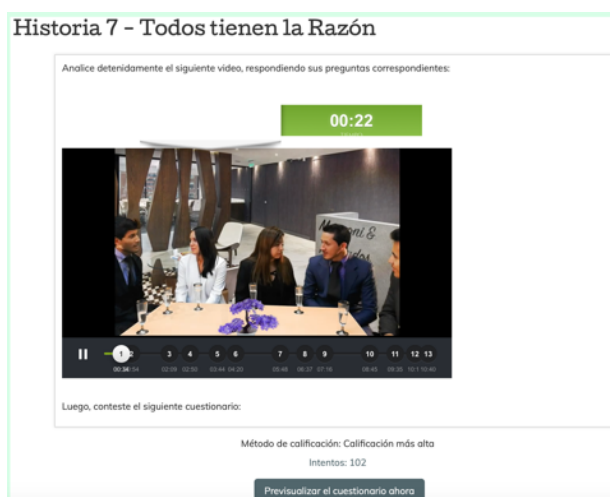 Historia 7 - Todos tienen la Razón
Analice detenidamente el siguiente video, respondiendo sus preguntas correspondientes:
00:22
&
1 2 3 4 5 6 7 8 9 10 11 12 13
02:09 02:50 03:44 04:20 05:48 06:37 07:16 08:45 09:26 10:40
Luego, conteste el siguiente cuestionario:
Método de calificación: Calificación más alta
Intentos: 102
Previsualizar el cuestionario ahora